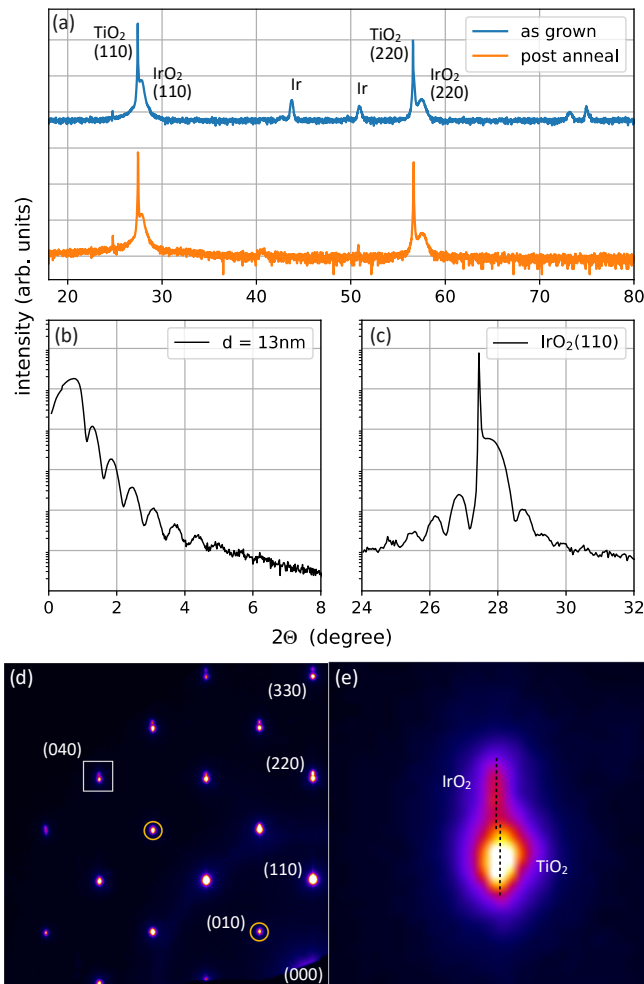 (a)
TiO₂
(110)
IrO₂
(110)
Ir
Ir
TiO₂
(220)
IrO₂
(220)
as grown
post anneal
20 30 40 50 60 70 80
intensity (arb. units)
(b)
d = 13nm
0 2 4 6 8
(c)
IrO₂(110)
24 26 28 30 32
2Θ (degree)
(d)
(330)
(040)
(220)
(110)
(010)
(000)
(e)
IrO₂
TiO₂